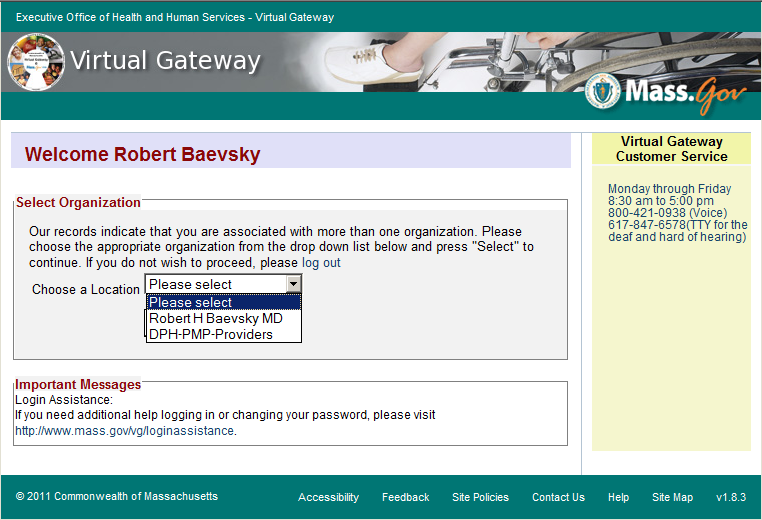 Executive Office of Health and Human Services - Virtual Gateway
Virtual Gateway
Mass.Gov
Welcome Robert Baevsky
Select Organization
Our records indicate that you are associated with more than one organization. Please
choose the appropriate organization from the drop down list below and press "Select" to
continue. If you do not wish to proceed, please log out
Choose a Location
Please select
Please select
Robert H Baevsky MD
DPH-PMP-Providers
Important Messages
Login Assistance:
If you need additional help logging in or changing your password, please visit
http://www.mass.gov/vg/loginassistance.
Virtual Gateway
Customer Service
Monday through Friday
8:30 am to 5:00 pm
800-421-0938 (Voice)
617-847-6578(TTY for the
deaf and hard of hearing)
© 2011 Commonwealth of Massachusetts
Accessibility Feedback Site Policies Contact Us Help Site Map v1.8.3